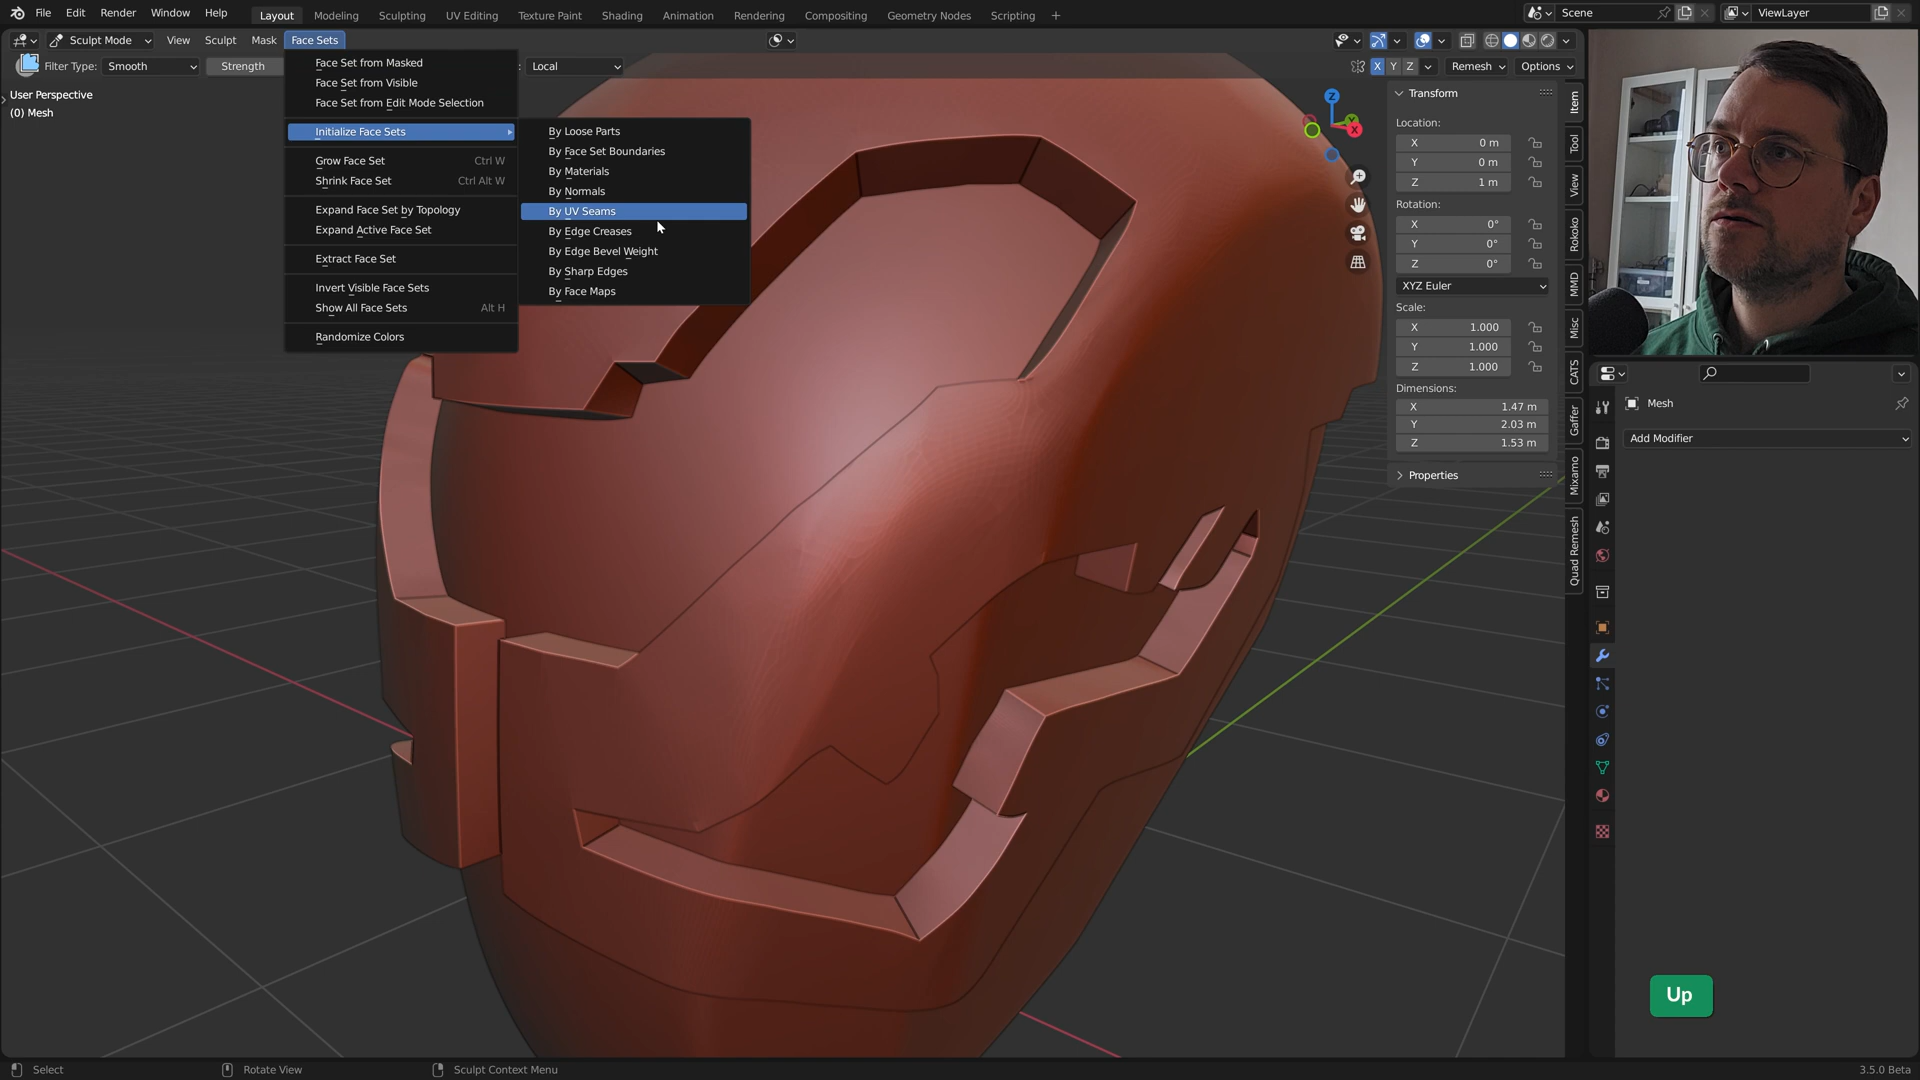 File Edit Render Window Help Layout Modeling Sculpting UV Editing Texture Paint Shading Animation Rendering Compositing Geometry Nodes Scripting + Scene ViewLayer
Sculpt Mode View Sculpt Mask Face Sets
Filter Type: Smooth Strength : Local X Y Z Remesh Options
User Perspective
(0) Mesh
Face Set from Masked
Face Set from Visible
Face Set from Edit Mode Selection
Initialize Face Sets
Grow Face Set Ctrl W
Shrink Face Set Ctrl Alt W
Expand Face Set by Topology
Expand Active Face Set
Extract Face Set
Invert Visible Face Sets
Show All Face Sets Alt H
Randomize Colors
By Loose Parts
By Face Set Boundaries
By Materials
By Normals
By UV Seams
By Edge Creases
By Edge Bevel Weight
By Sharp Edges
By Face Maps
Z
Y
X
Transform
Location:
X 0 m
Y 0 m
Z 1 m
Rotation:
X 0°
Y 0°
Z 0°
XYZ Euler
Scale:
X 1.000
Y 1.000
Z 1.000
Dimensions:
X 1.47 m
Y 2.03 m
Z 1.53 m
Properties
Item
Tool
View
Rokoko
MMD
Misc
CATS
Gaffer
Mixamo
Quad Remesh
Mesh
Add Modifier
Up
Select Rotate View Sculpt Context Menu 3.5.0 Beta